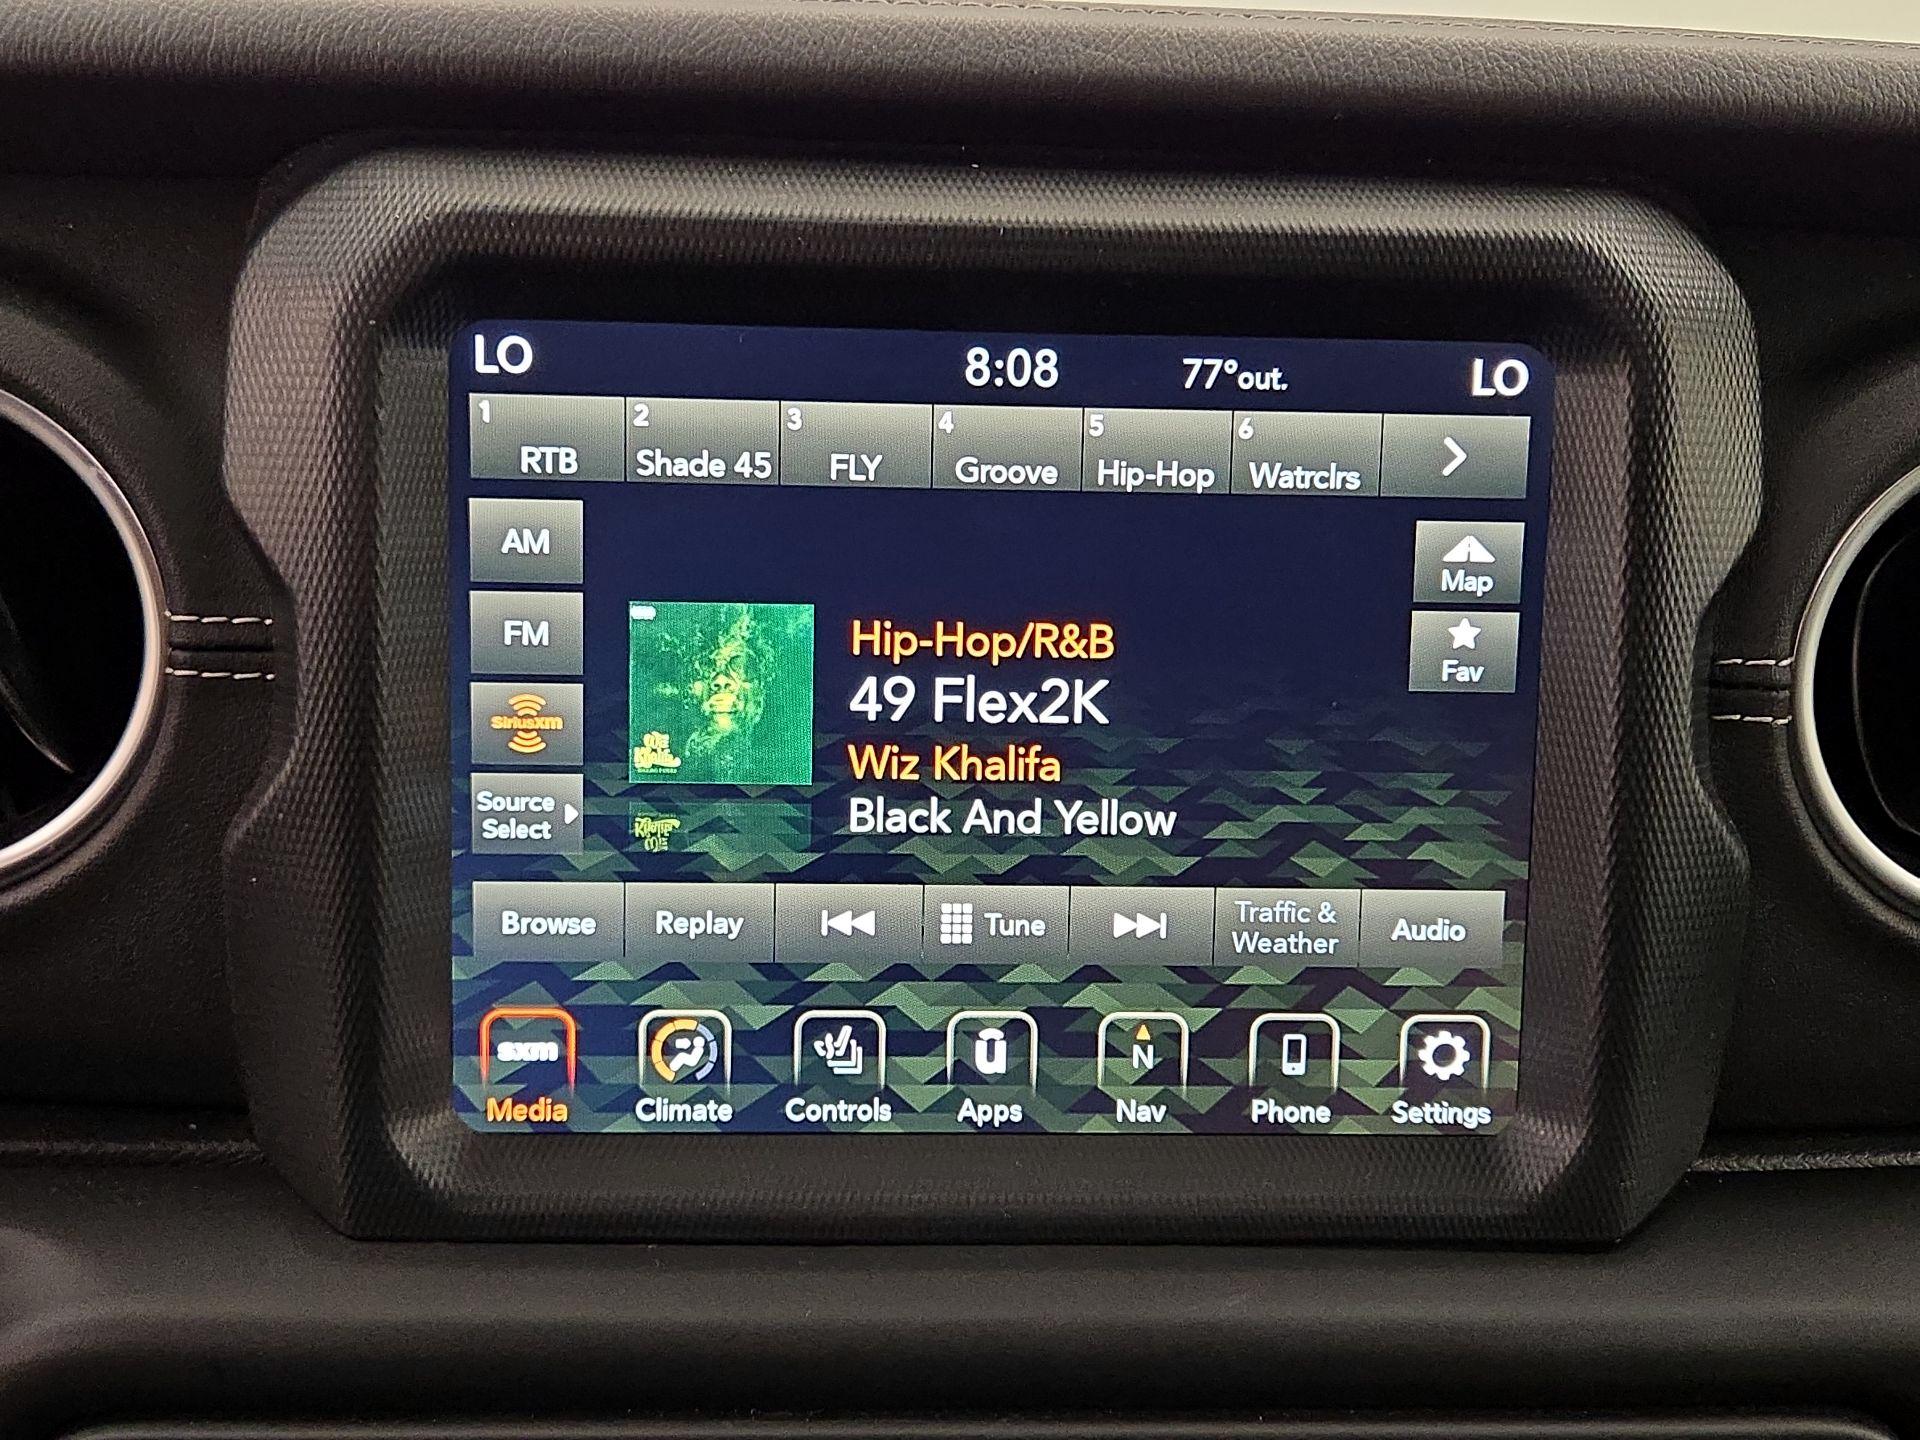 LO 8:08 77°out. LO
1 2 3 4 5 6
RTB Shade 45 FLY Groove Hip-Hop Watrclrs
AM
FM
SiriusXM
Source
Select
Map
Fav
Hip-Hop/R&B
49 Flex2K
Wiz Khalifa
Black And Yellow
Browse Replay Tune Traffic &
Weather Audio
sxm N
Media Climate Controls Apps Nav Phone Settings